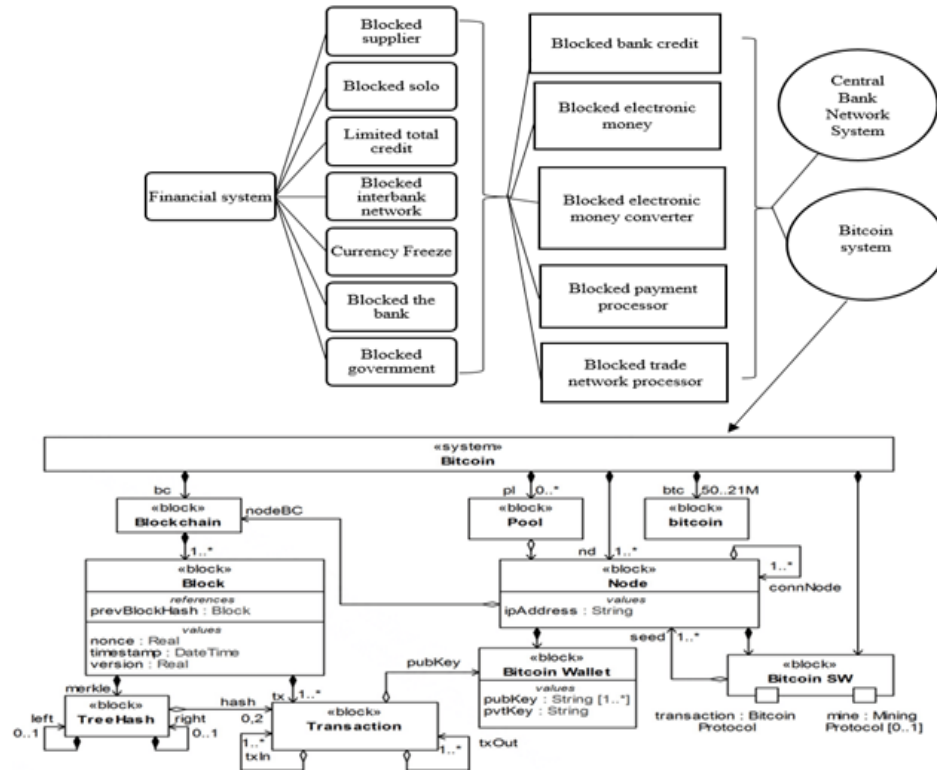 Blocked
supplier
Blocked solo
Limited total
credit
Blocked
interbank
network
Currency Freeze
Blocked the
bank
Blocked
government
Financial system
Blocked bank credit
Blocked electronic
money
Blocked electronic
money converter
Blocked payment
processor
Blocked trade
network processor
Central
Bank
Network
System
Bitcoin
system
«system»
Bitcoin
bc
pl 0..*
btc 50..21M
«block»
Blockchain
nodeBC
«block»
Pool
«block»
bitcoin
1..*
nd 1..*
1..*
connNode
«block»
Block
references
prevBlockHash : Block
values
nonce : Real
timestamp : DateTime
version : Real
«block»
Node
values
ipAddress : String
seed 1..*
pubKey
«block»
Bitcoin Wallet
values
pubKey : String [1..*]
pvtKey : String
«block»
Bitcoin SW
transaction : Bitcoin
Protocol
mine : Mining
Protocol [0..1]
merkle
hash
tx 1..*
0,2
left
0..1
«block»
TreeHash
right
0..1
«block»
Transaction
1..*
txIn
1..*
txOut